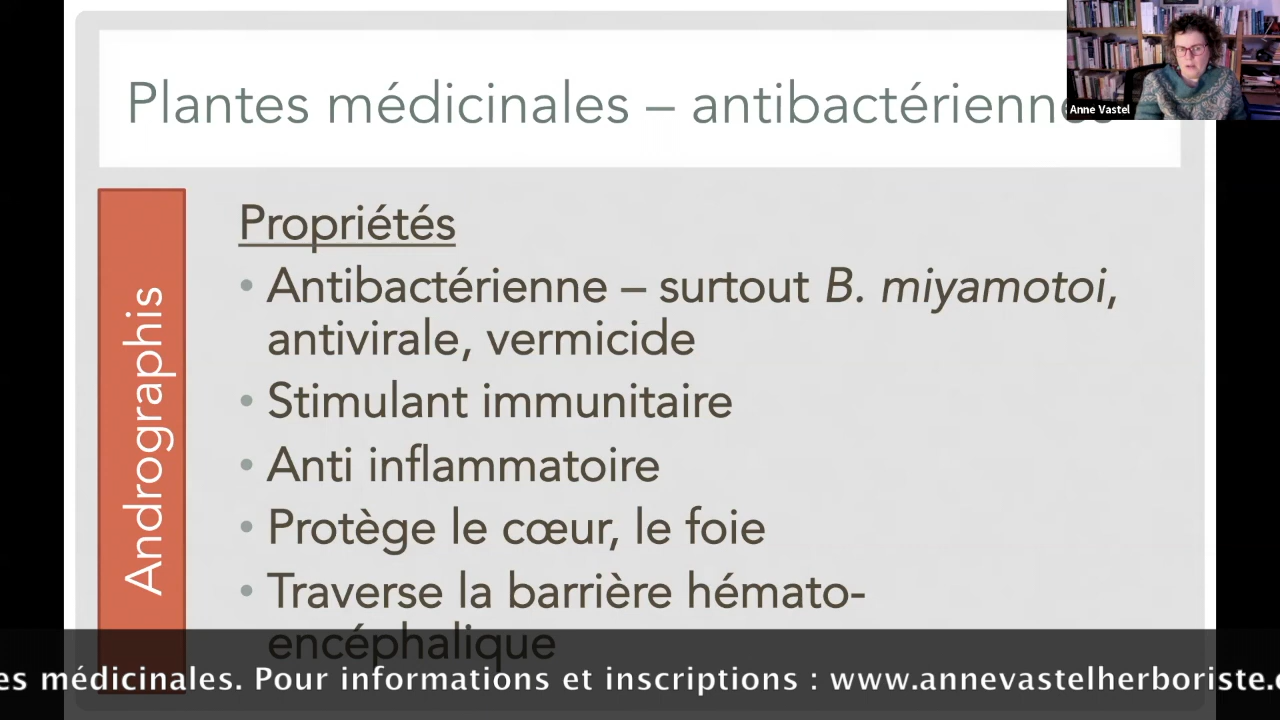 Plantes médicinales – antibactériennes
Anne Vastel
Andrographis
Propriétés
• Antibactérienne – surtout B. miyamotoi,
antivirale, vermicide
• Stimulant immunitaire
• Anti inflammatoire
• Protège le cœur, le foie
• Traverse la barrière hémato-
encéphalique
es médicinales. Pour informations et inscriptions : www.annevastelherboriste.